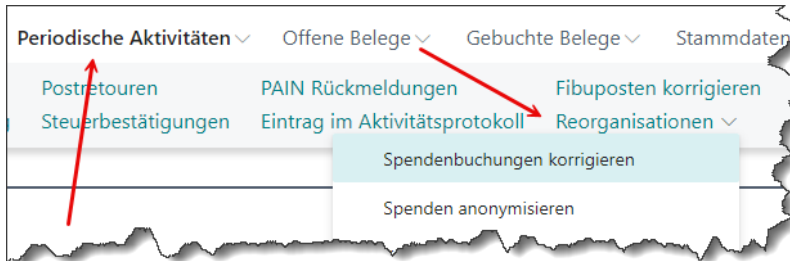 Periodische Aktivitäten Offene Belege Gebuchte Belege Stammdaten
Postretouren PAIN Rückmeldungen Fibuposten korrigieren
Steuerbestätigungen Eintrag im Aktivitätsprotokoll Reorganisationen
Spendenbuchungen korrigieren
Spenden anonymisieren